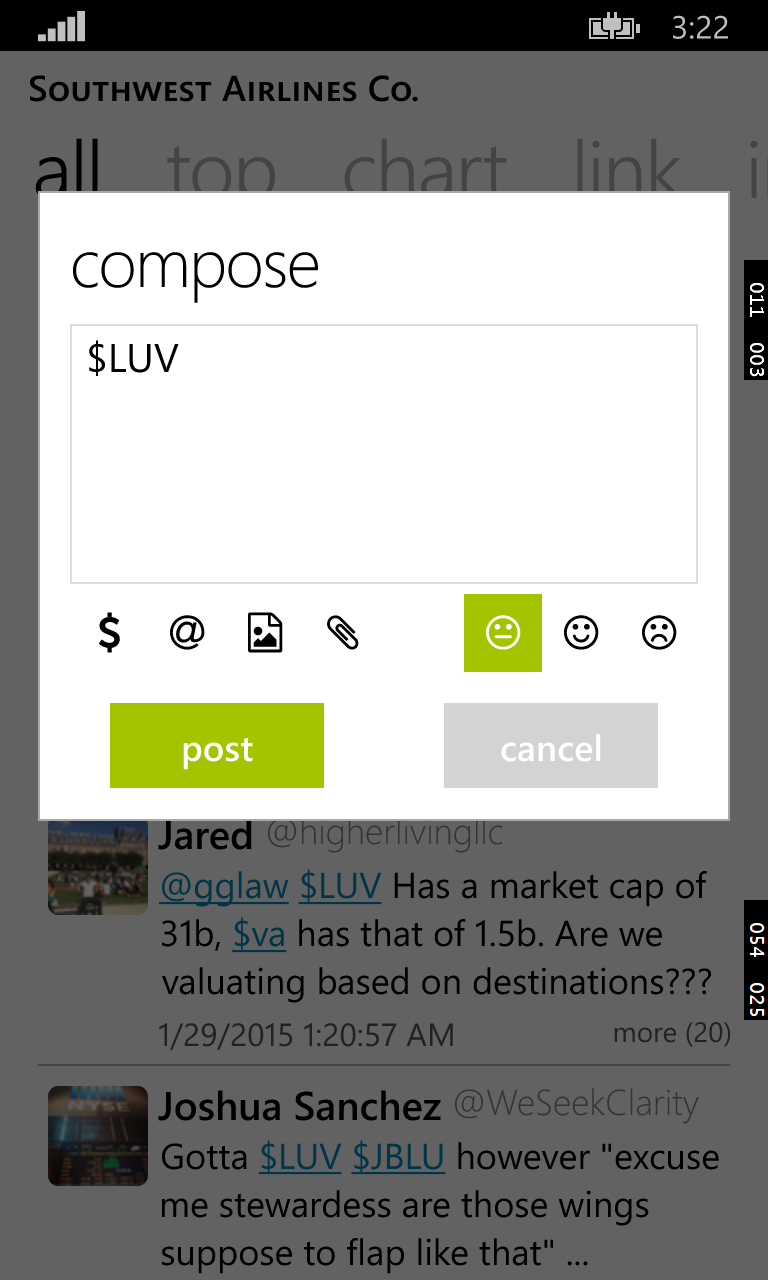 3:22
Southwest Airlines Co.
all top chart link
compose
$LUV
011 003
$ @
post cancel
Jared @higherlivingllc
@gglaw $LUV Has a market cap of
31b, $va has that of 1.5b. Are we
valuating based on destinations???
054 025
1/29/2015 1:20:57 AM more (20)
NYSE
Joshua Sanchez @WeSeekClarity
Gotta $LUV $JBLU however "excuse
me stewardess are those wings
suppose to flap like that" ...